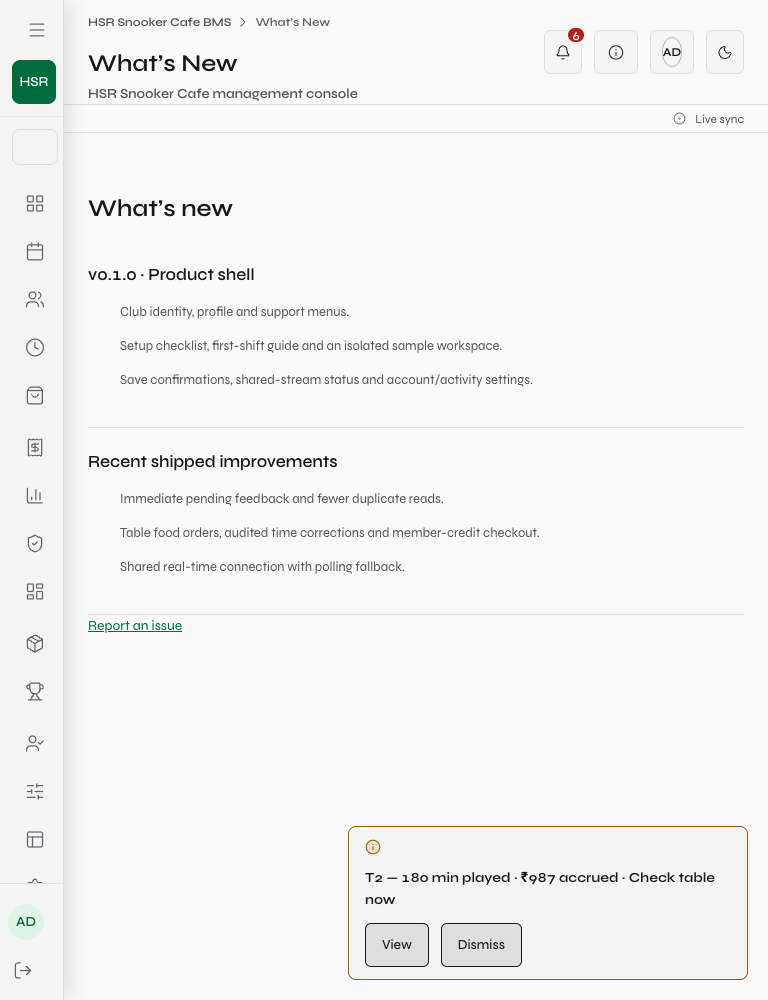 HSR Snooker Cafe BMS > What's New
What's New
HSR Snooker Cafe management console
6
AD
HSR
Live sync
What's new
v0.1.0 · Product shell
Club identity, profile and support menus.
Setup checklist, first-shift guide and an isolated sample workspace.
Save confirmations, shared-stream status and account/activity settings.
Recent shipped improvements
Immediate pending feedback and fewer duplicate reads.
Table food orders, audited time corrections and member-credit checkout.
Shared real-time connection with polling fallback.
Report an issue
T2 — 180 min played · ₹987 accrued · Check table
now
View
Dismiss
AD